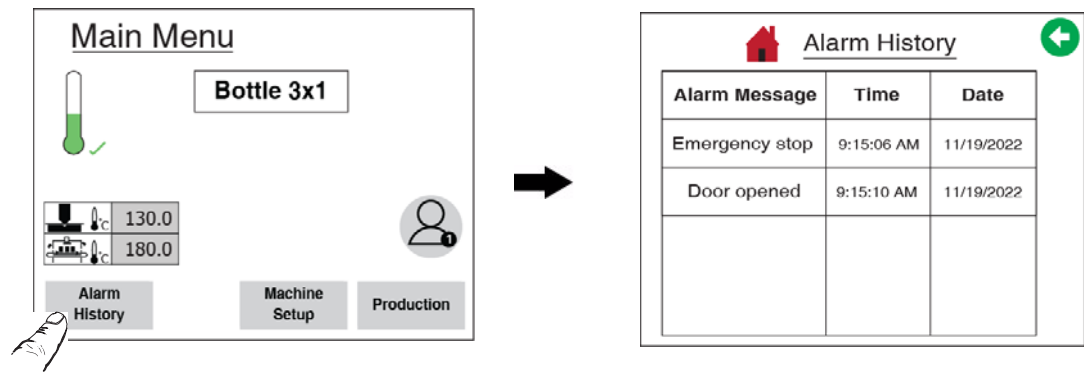 Main Menu
Bottle 3x1
°C 130.0
°C 180.0
1
Alarm
History
Machine
Setup
Production
Alarm History
Alarm Message Time Date
Emergency stop 9:15:06 AM 11/19/2022
Door opened 9:15:10 AM 11/19/2022